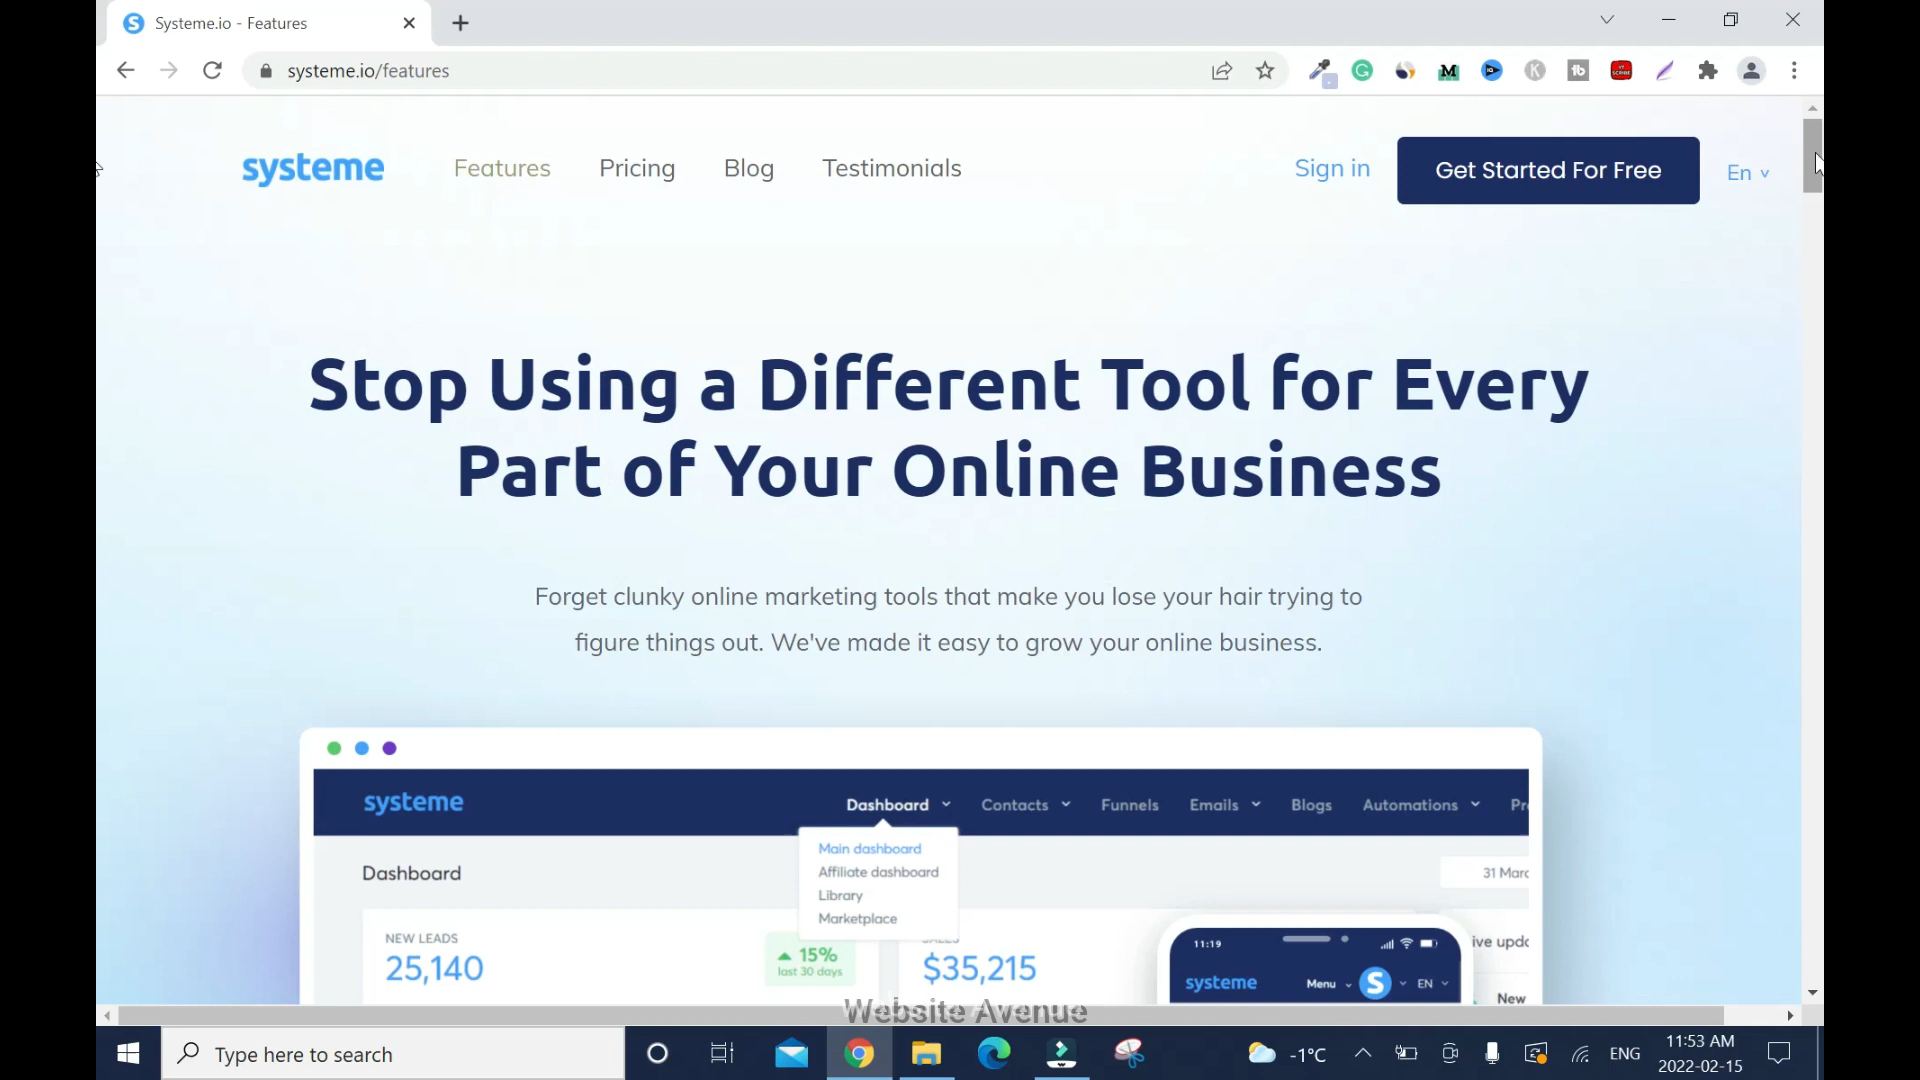 Systeme.io - Features
systeme.io/features
systeme
Features
Pricing
Blog
Testimonials
Sign in
Get Started For Free
En
Stop Using a Different Tool for Every
Part of Your Online Business
Forget clunky online marketing tools that make you lose your hair trying to
figure things out. We've made it easy to grow your online business.
systeme
Dashboard
Contacts
Funnels
Emails
Blogs
Automations
Pr
Main dashboard
Affiliate dashboard
Library
Marketplace
Dashboard
31 Marc
NEW LEADS
25,140
15%
last 30 days
$35,215
11:19
systeme
Menu
S
EN
ive upda
New
Website Avenue
Type here to search
-1°C
ENG
11:53 AM
2022-02-15